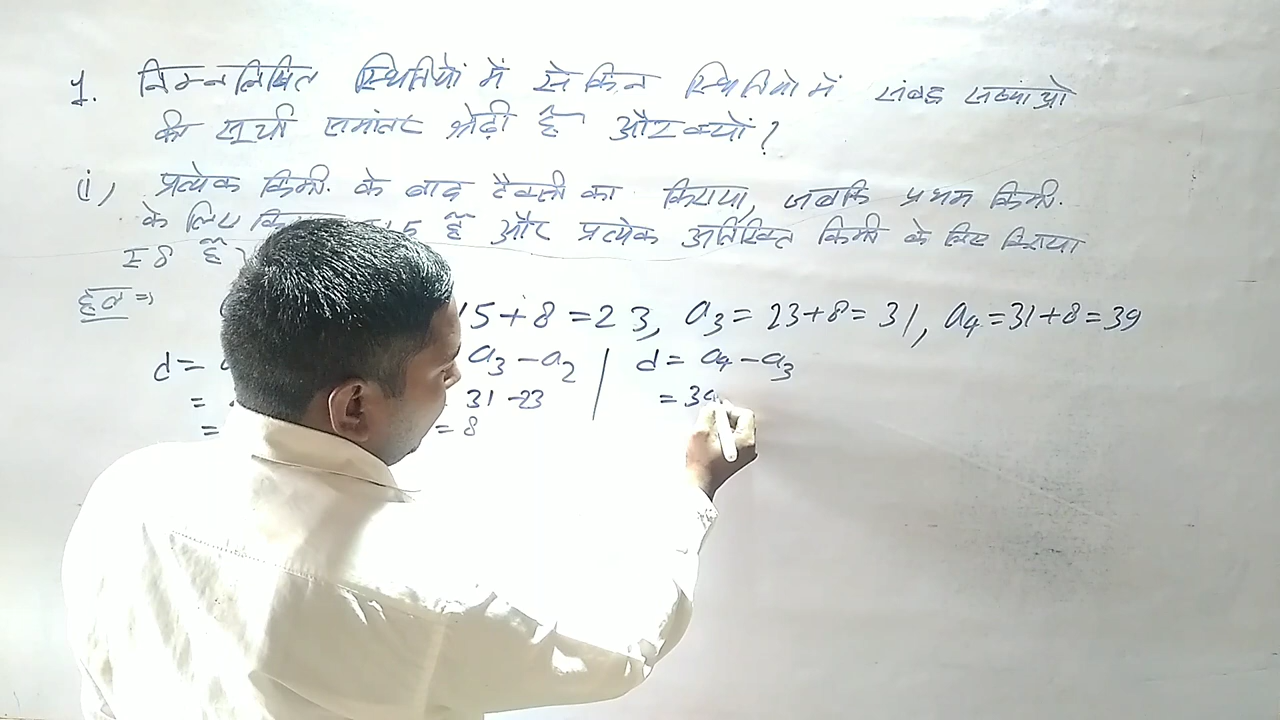 1. निम्नलिखित स्थितियों में से किन स्थितियो में संबद्ध संख्याओ
की सूची समांतर श्रेढ़ी है और क्यों?
(i) प्रत्येक किमी. के बाद टैक्सी का किराया, जबकि प्रथम किमी.
के लिए 15 है और प्रत्येक अतिरिक्त किमी के लिए किराया
₹8 है
हल ⇒ 15+8=23, a₃ = 23+8=31, a₄=31+8=39
d = a₃-a₂ | d = a₄-a₃
= 31-23 = 39
= = 8